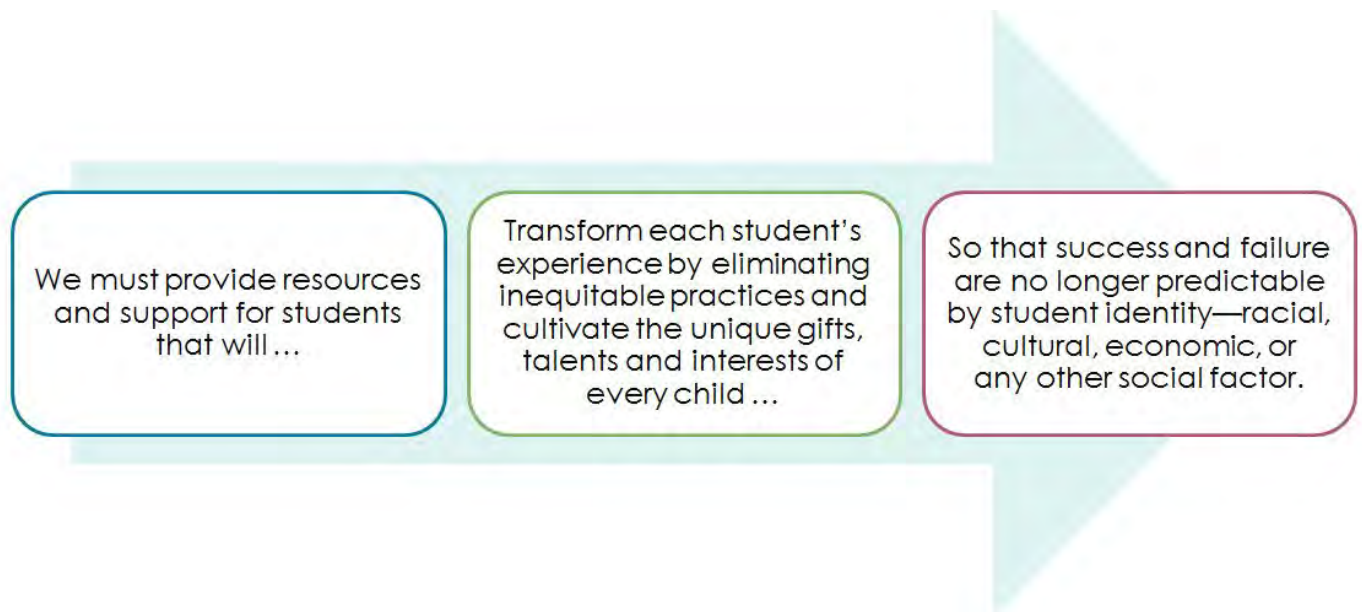 We must provide resources
and support for students
that will …
Transform each student’s
experience by eliminating
inequitable practices and
cultivate the unique gifts,
talents and interests of
every child …
So that success and failure
are no longer predictable
by student identity—racial,
cultural, economic, or
any other social factor.